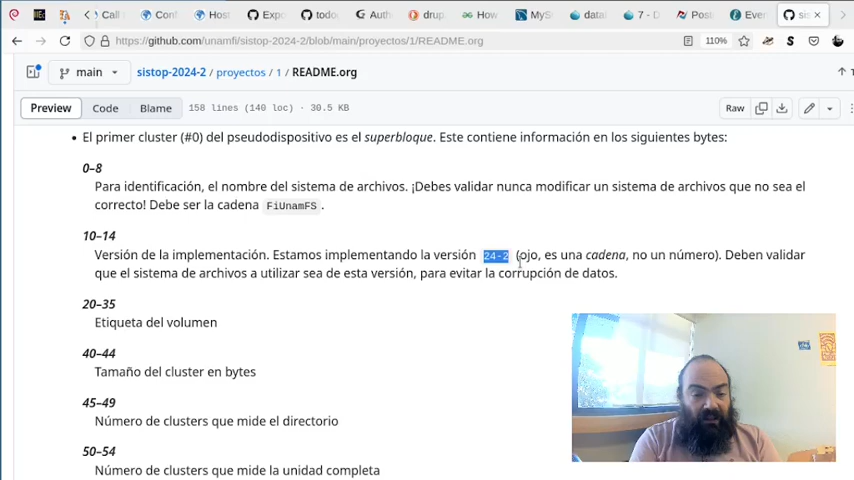 Call
Conf
Host
Expo
todo
Auth
drup
How
MyS
datal
7 - D
Post
Ever
sis
https://github.com/unamfi/sistop-2024-2/blob/main/proyectos/1/README.org
110%
main
sistop-2024-2 / proyectos / 1 / README.org
Preview
Code
Blame
158 lines (140 loc) · 30.5 KB
Raw
• El primer cluster (#0) del pseudodispositivo es el superbloque. Este contiene información en los siguientes bytes:
0–8
Para identificación, el nombre del sistema de archivos. ¡Debes validar nunca modificar un sistema de archivos que no sea el
correcto! Debe ser la cadena FiUnamFS .
10–14
Versión de la implementación. Estamos implementando la versión 24-2 (ojo, es una cadena, no un número). Deben validar
que el sistema de archivos a utilizar sea de esta versión, para evitar la corrupción de datos.
20–35
Etiqueta del volumen
40–44
Tamaño del cluster en bytes
45–49
Número de clusters que mide el directorio
50–54
Número de clusters que mide la unidad completa